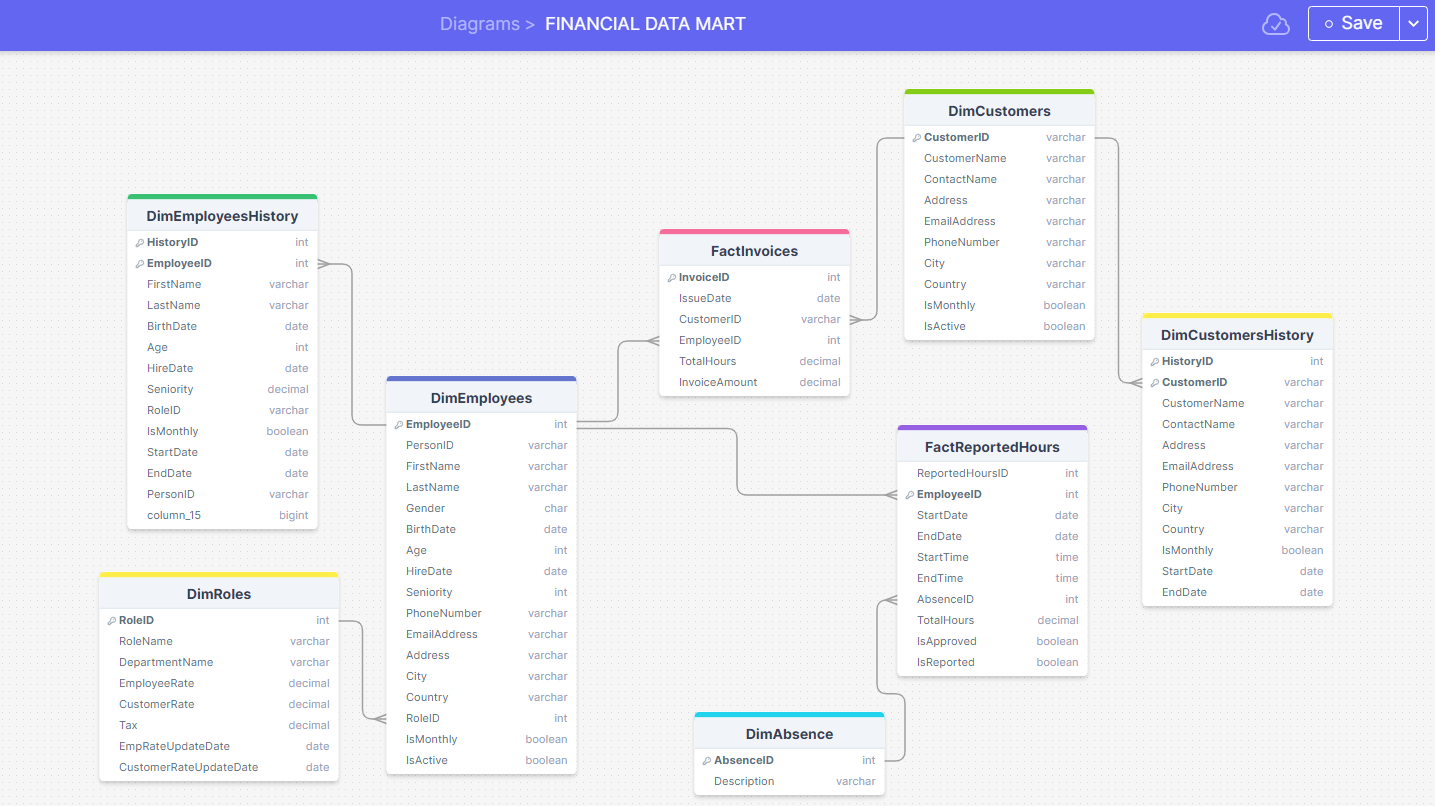 Diagrams > FINANCIAL DATA MART
Save
DimEmployeesHistory
HistoryID int
EmployeeID int
FirstName varchar
LastName varchar
BirthDate date
Age int
HireDate date
Seniority decimal
RoleID varchar
IsMonthly boolean
StartDate date
EndDate date
PersonID varchar
column_15 bigint
DimRoles
RoleID int
RoleName varchar
DepartmentName varchar
EmployeeRate decimal
CustomerRate decimal
Tax decimal
EmpRateUpdateDate date
CustomerRateUpdateDate date
DimEmployees
EmployeeID int
PersonID varchar
FirstName varchar
LastName varchar
Gender char
BirthDate date
Age int
HireDate date
Seniority int
PhoneNumber varchar
EmailAddress varchar
Address varchar
City varchar
Country varchar
RoleID int
IsMonthly boolean
IsActive boolean
FactInvoices
InvoiceID int
IssueDate date
CustomerID varchar
EmployeeID int
TotalHours decimal
InvoiceAmount decimal
DimCustomers
CustomerID varchar
CustomerName varchar
ContactName varchar
Address varchar
EmailAddress varchar
PhoneNumber varchar
City varchar
Country varchar
IsMonthly boolean
IsActive boolean
FactReportedHours
ReportedHoursID int
EmployeeID int
StartDate date
EndDate date
StartTime time
EndTime time
AbsenceID int
TotalHours decimal
IsApproved boolean
IsReported boolean
DimAbsence
AbsenceID int
Description varchar
DimCustomersHistory
HistoryID int
CustomerID varchar
CustomerName varchar
ContactName varchar
Address varchar
EmailAddress varchar
PhoneNumber varchar
City varchar
Country varchar
IsMonthly boolean
StartDate date
EndDate date